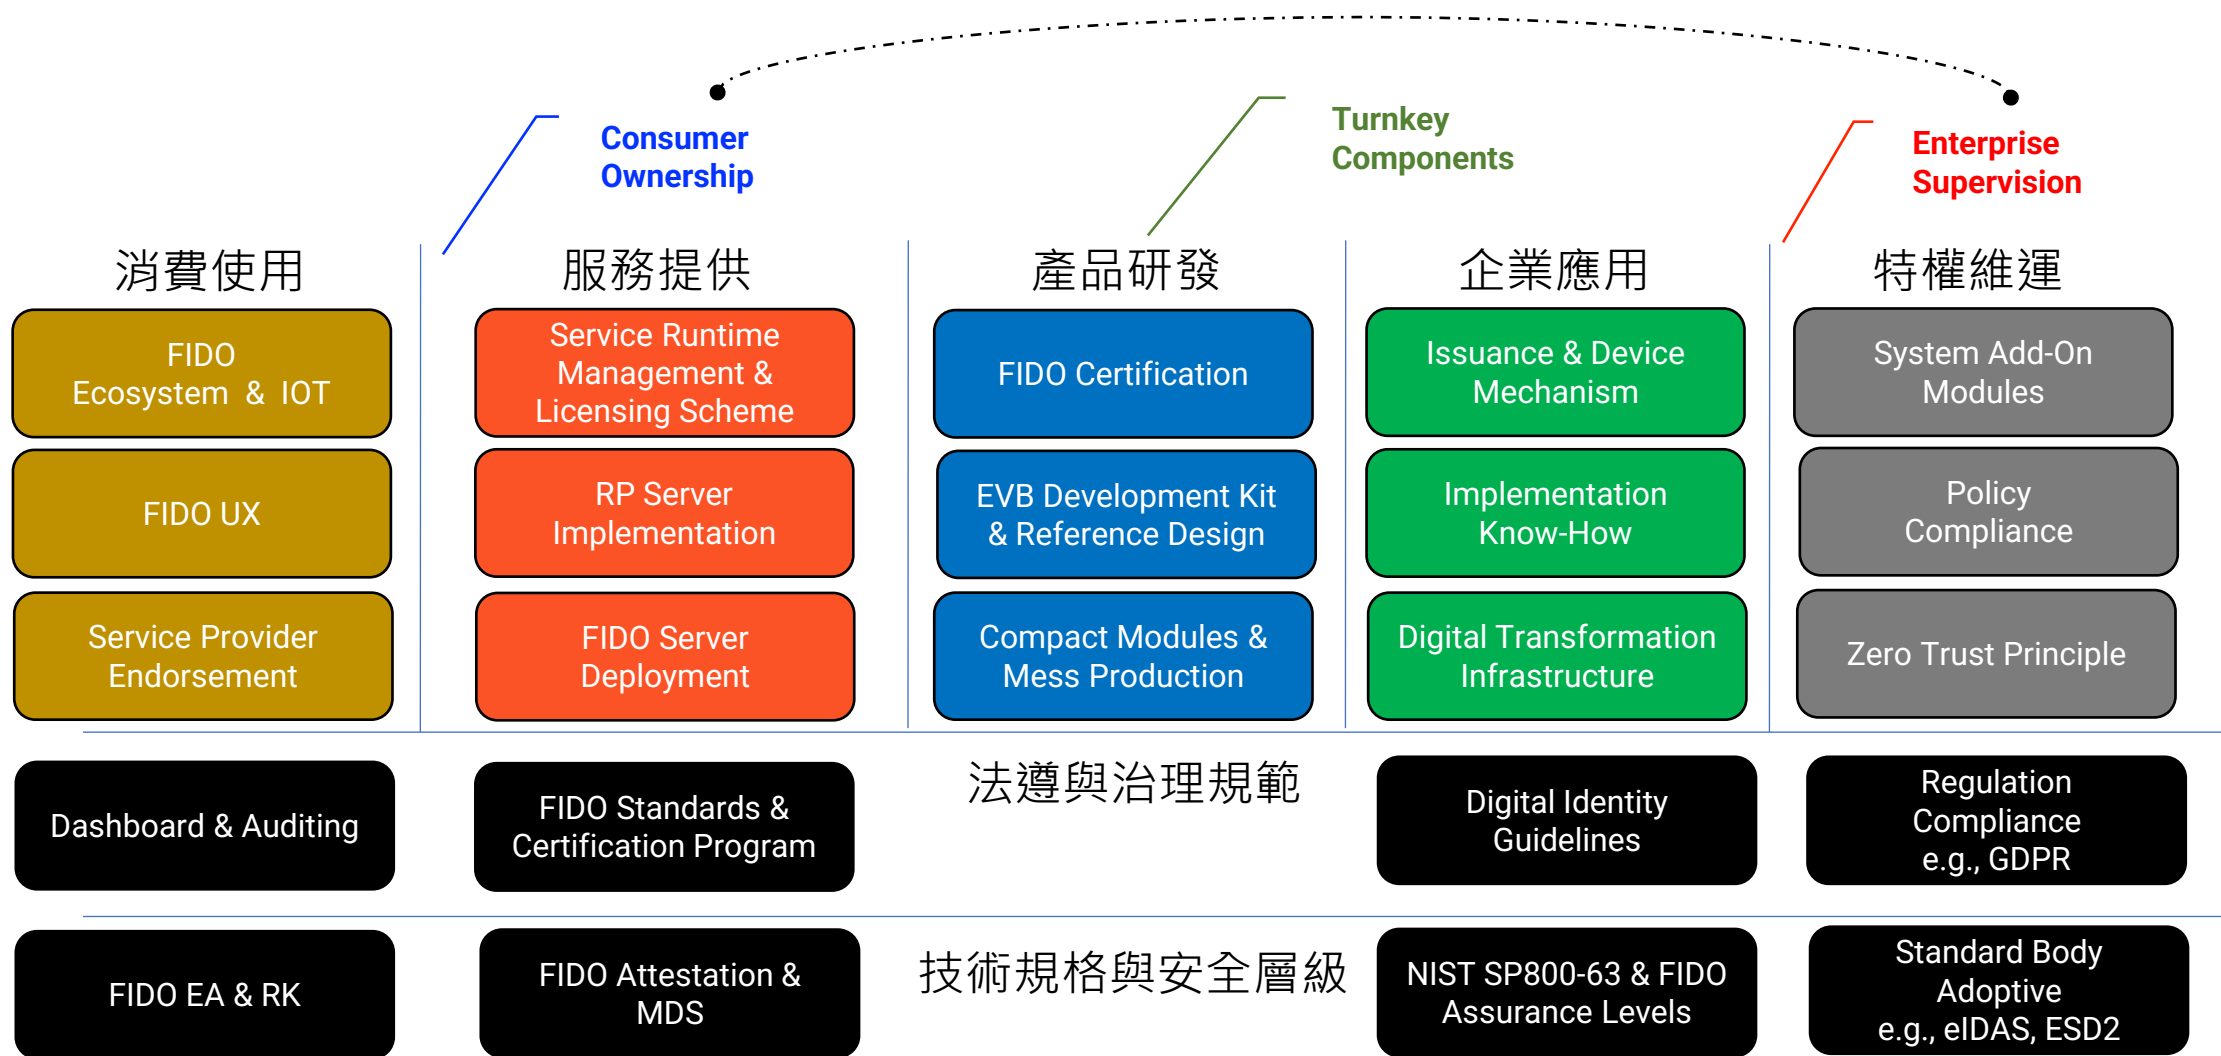 Consumer
Ownership
Turnkey
Components
Enterprise
Supervision
消費使用
服務提供
產品研發
企業應用
特權維運
FIDO
Ecosystem & IOT
Service Runtime
Management &
Licensing Scheme
FIDO Certification
Issuance & Device
Mechanism
System Add-On
Modules
FIDO UX
RP Server
Implementation
EVB Development Kit
& Reference Design
Implementation
Know-How
Policy
Compliance
Service Provider
Endorsement
FIDO Server
Deployment
Compact Modules &
Mess Production
Digital Transformation
Infrastructure
Zero Trust Principle
法遵與治理規範
Dashboard & Auditing
FIDO Standards &
Certification Program
Digital Identity
Guidelines
Regulation
Compliance
e.g., GDPR
技術規格與安全層級
FIDO EA & RK
FIDO Attestation &
MDS
NIST SP800-63 & FIDO
Assurance Levels
Standard Body
Adoptive
e.g., eIDAS, ESD2